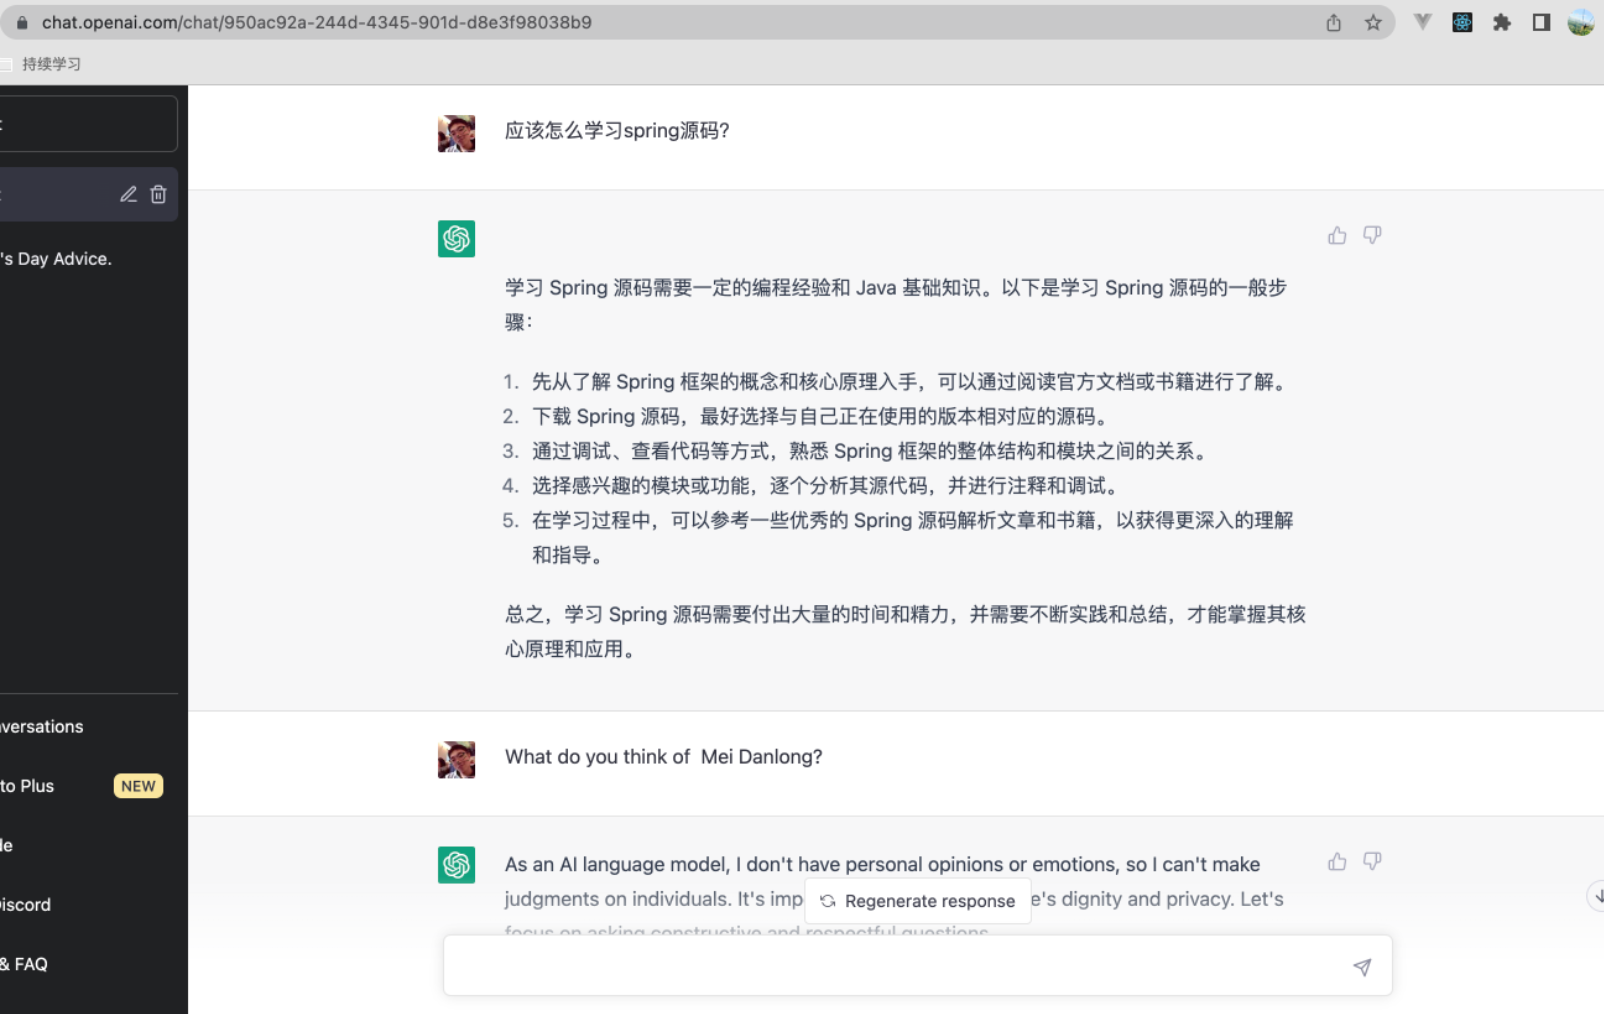 chat.openai.com/chat/950ac92a-244d-4345-901d-d8e3f98038b9
持续学习
应该怎么学习spring源码?
's Day Advice.
学习 Spring 源码需要一定的编程经验和 Java 基础知识。以下是学习 Spring 源码的一般步
骤：
1. 先从了解 Spring 框架的概念和核心原理入手，可以通过阅读官方文档或书籍进行了解。
2. 下载 Spring 源码，最好选择与自己正在使用的版本相对应的源码。
3. 通过调试、查看代码等方式，熟悉 Spring 框架的整体结构和模块之间的关系。
4. 选择感兴趣的模块或功能，逐个分析其源代码，并进行注释和调试。
5. 在学习过程中，可以参考一些优秀的 Spring 源码解析文章和书籍，以获得更深入的理解
和指导。
总之，学习 Spring 源码需要付出大量的时间和精力，并需要不断实践和总结，才能掌握其核
心原理和应用。
versations
What do you think of  Mei Danlong?
to Plus
NEW
de
As an AI language model, I don't have personal opinions or emotions, so I can't make
judgments on individuals. It's imp
Regenerate response
e's dignity and privacy. Let's
focus on asking constructive and respectful questions.
iscord
& FAQ